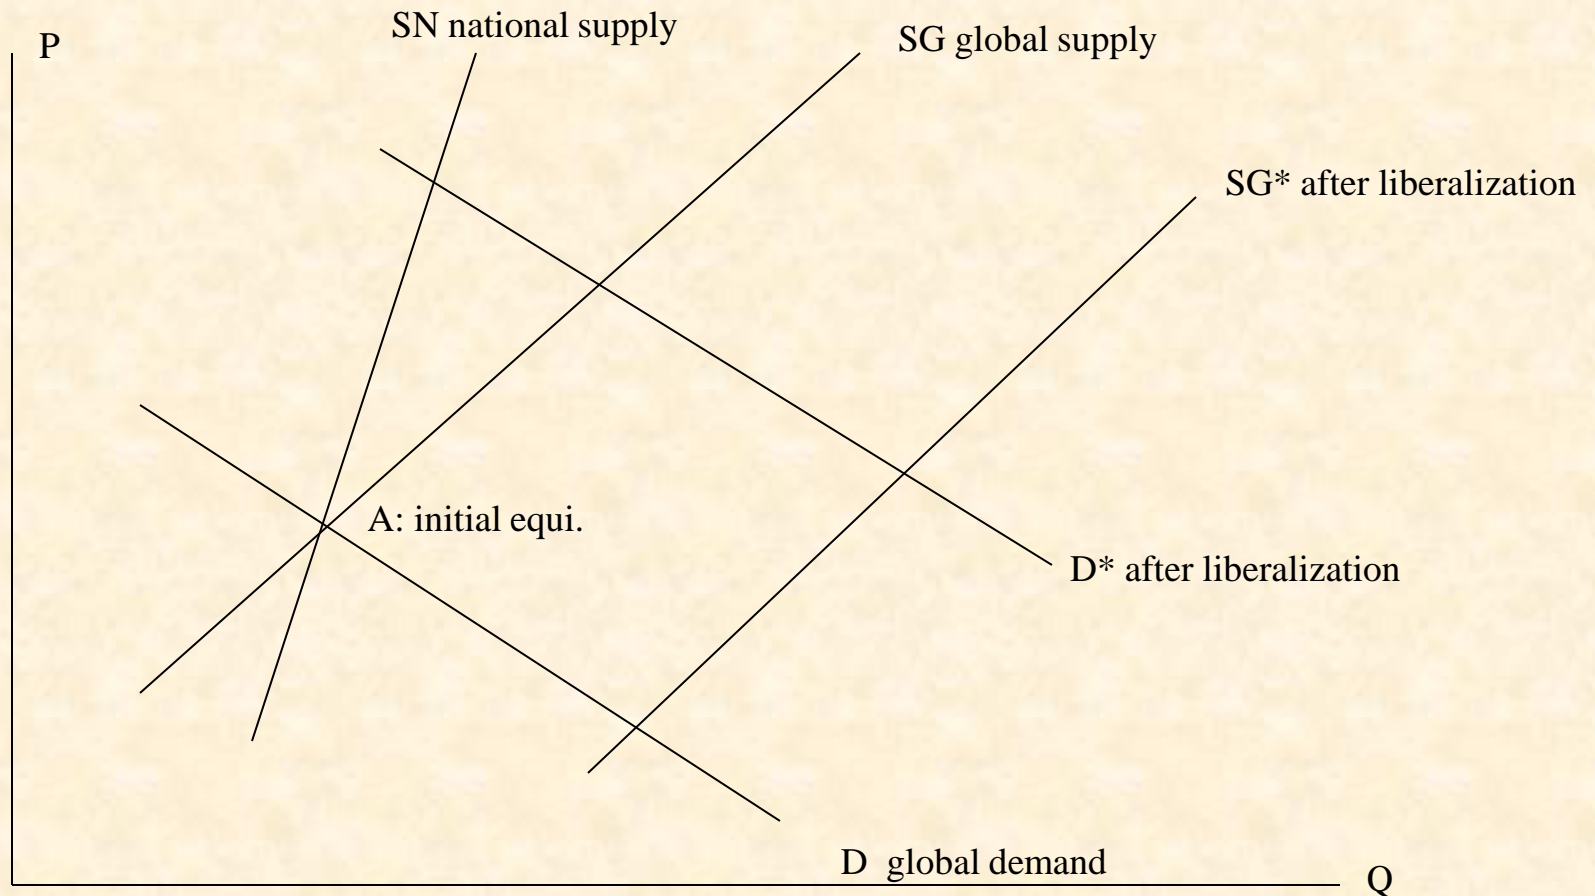 SN national supply
P
SG global supply
SG* after liberalization
A: initial equi.
D* after liberalization
D global demand
Q